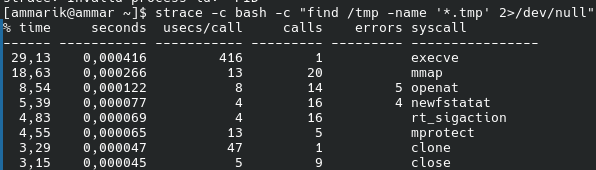 strace: invalid process id: 'PID'
[ammarik@ammar ~]$ strace -c bash -c "find /tmp -name '*.tmp' 2>/dev/null"
% time     seconds  usecs/call     calls    errors syscall
------ ----------- ----------- --------- --------- ----------------
 29,13    0,000416         416         1           execve
 18,63    0,000266          13        20           mmap
  8,54    0,000122           8        14         5 openat
  5,39    0,000077           4        16         4 newfstatat
  4,83    0,000069           4        16           rt_sigaction
  4,55    0,000065          13         5           mprotect
  3,29    0,000047          47         1           clone
  3,15    0,000045           5         9           close